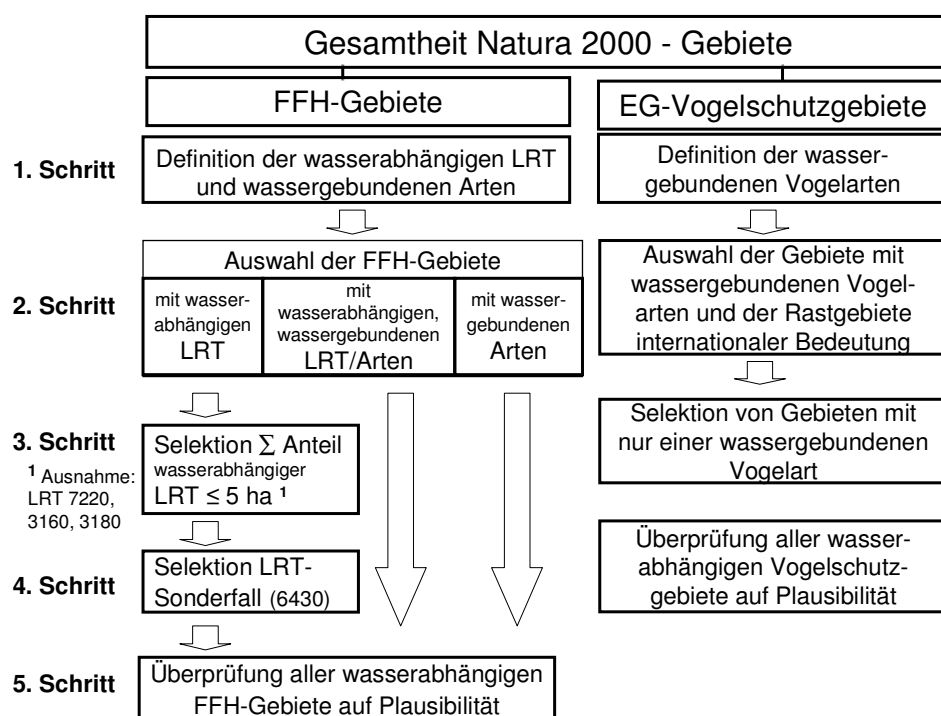 Gesamtheit Natura 2000 - Gebiete
FFH-Gebiete
EG-Vogelschutzgebiete
1. Schritt
Definition der wasserabhängigen LRT
und wassergebundenen Arten
Definition der wasser-
gebundenen Vogelarten
2. Schritt
Auswahl der FFH-Gebiete
mit wasser-
abhängigen
LRT
mit
wasserabhängigen,
wassergebundenen
LRT/Arten
mit wasser-
gebundenen
Arten
Auswahl der Gebiete mit
wassergebundenen Vogel-
arten und der Rastgebiete
internationaler Bedeutung
3. Schritt
¹ Ausnahme:
LRT 7220,
3160, 3180
Selektion ∑ Anteil
wasserabhängiger
LRT ≤ 5 ha ¹
Selektion von Gebieten mit
nur einer wassergebundenen
Vogelart
4. Schritt
Selektion LRT-
Sonderfall (6430)
Überprüfung aller wasser-
abhängigen Vogelschutz-
gebiete auf Plausibilität
5. Schritt
Überprüfung aller wasserabhängigen
FFH-Gebiete auf Plausibilität